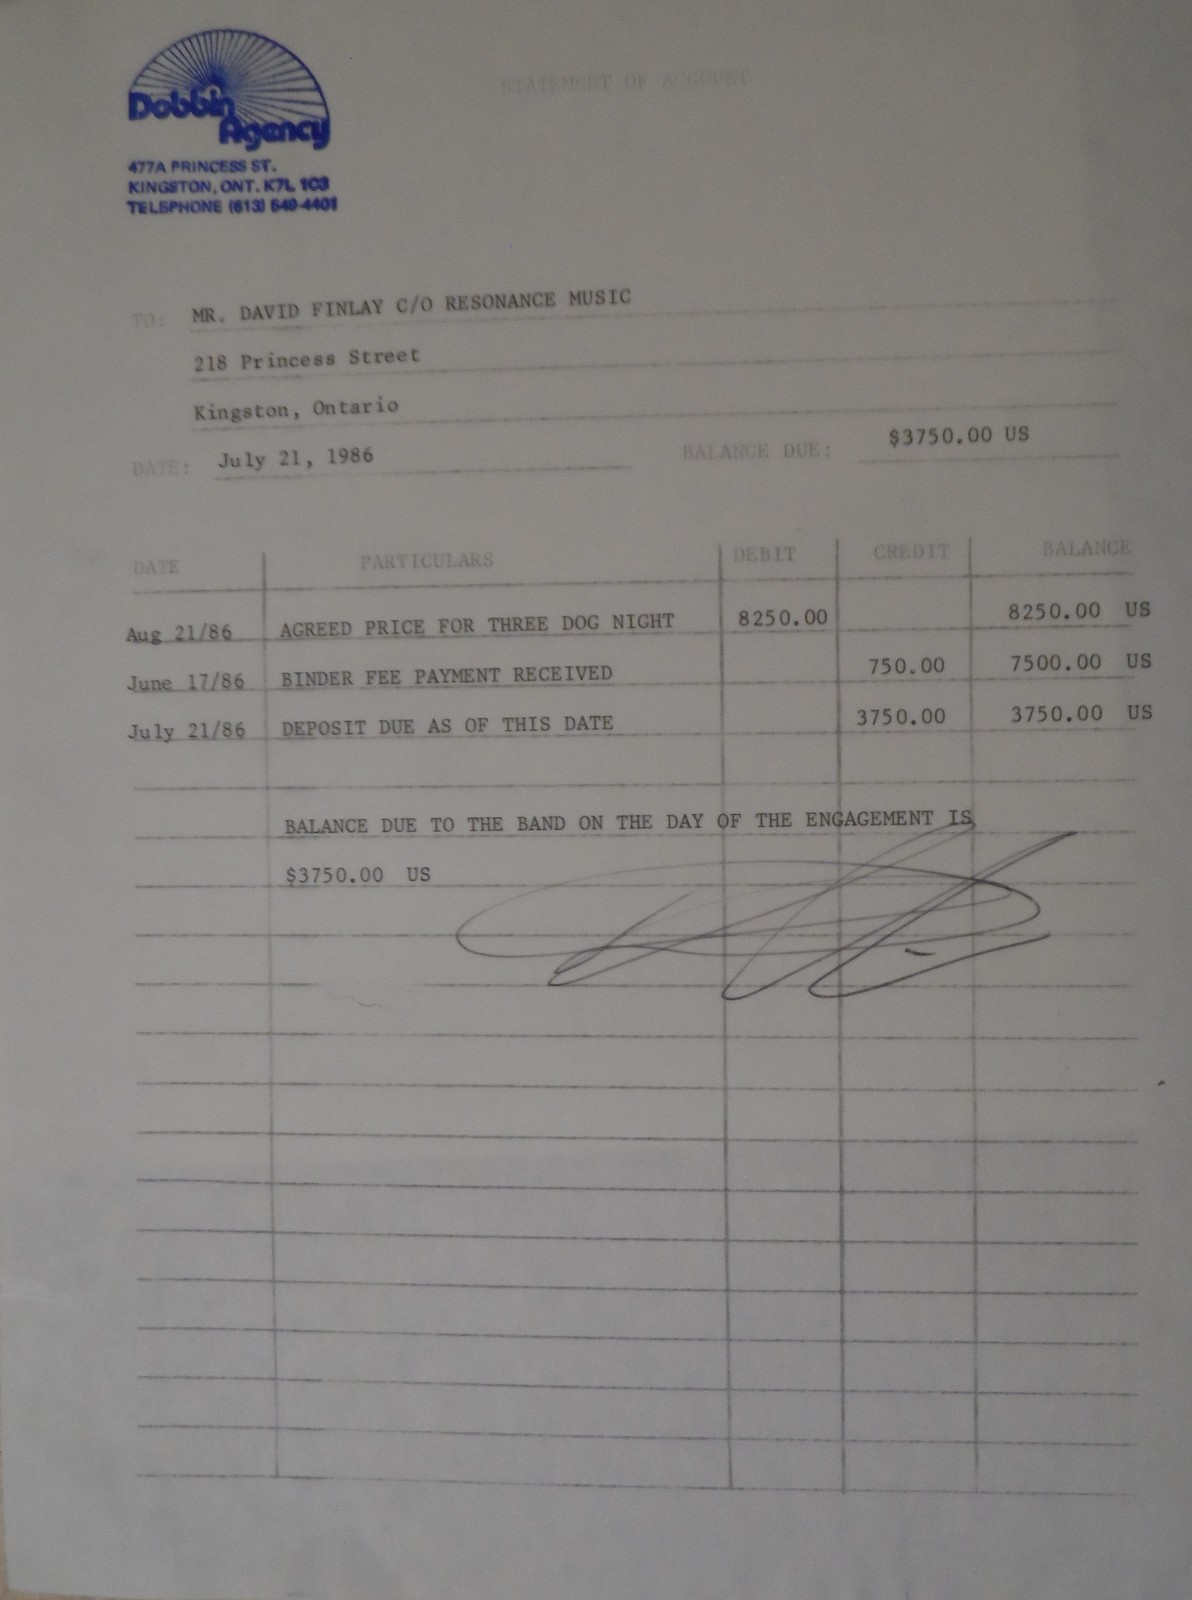 STATEMENT OF ACCOUNT
Dobbin
Agency
477A PRINCESS ST.
KINGSTON, ONT. K7L 1C3
TELEPHONE (613) 549-4401
TO: MR. DAVID FINLAY C/O RESONANCE MUSIC
218 Princess Street
Kingston, Ontario
DATE: July 21, 1986 BALANCE DUE: $3750.00 US
DATE PARTICULARS DEBIT CREDIT BALANCE
Aug 21/86 AGREED PRICE FOR THREE DOG NIGHT 8250.00 8250.00 US
June 17/86 BINDER FEE PAYMENT RECEIVED 750.00 7500.00 US
July 21/86 DEPOSIT DUE AS OF THIS DATE 3750.00 3750.00 US
BALANCE DUE TO THE BAND ON THE DAY OF THE ENGAGEMENT IS
$3750.00 US